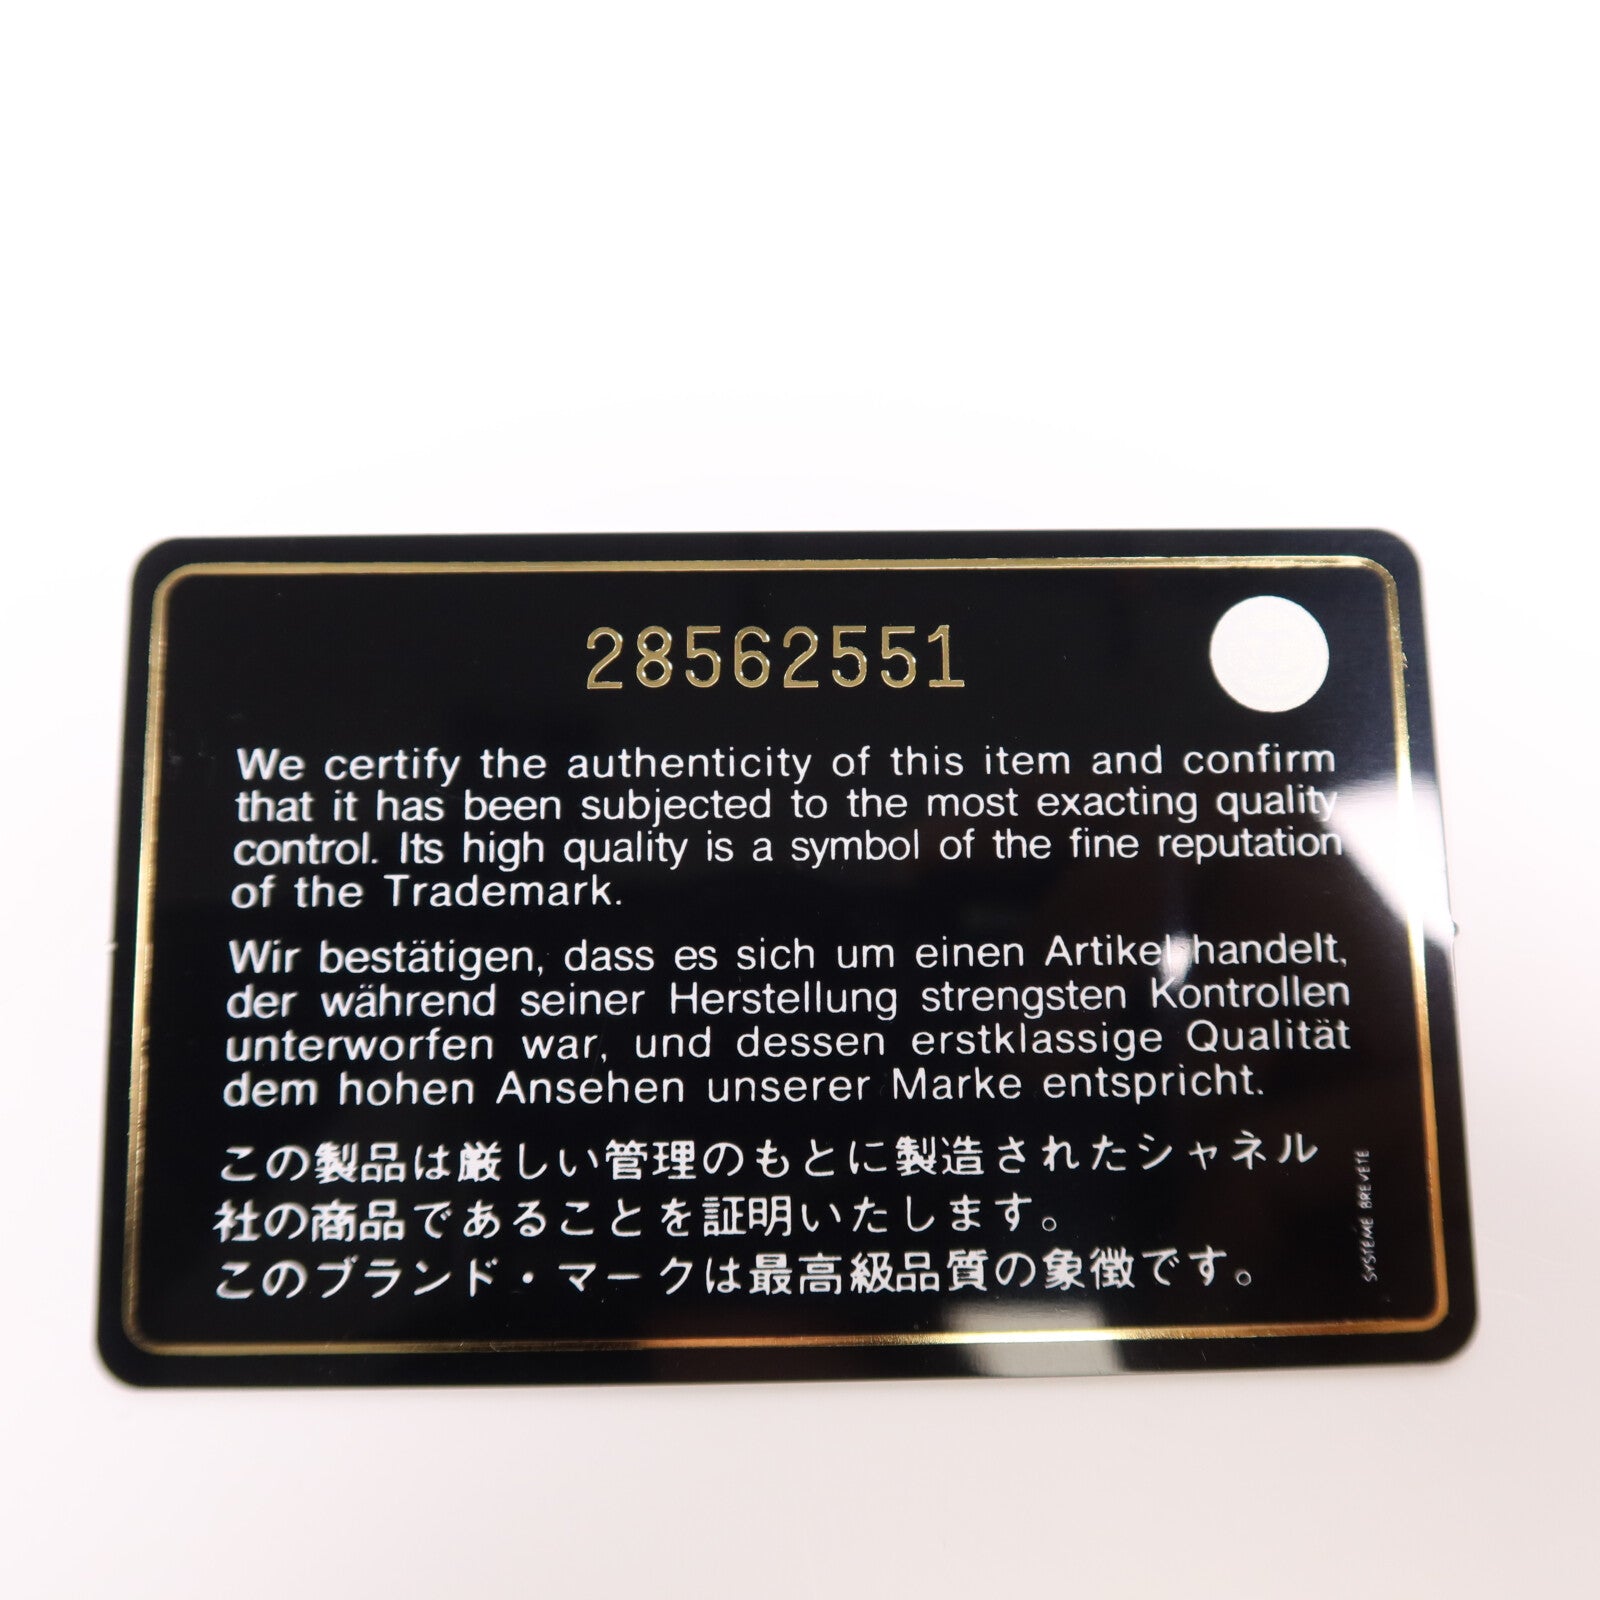 28562551
We certify the authenticity of this item and confirm
that it has been subjected to the most exacting quality
control. Its high quality is a symbol of the fine reputation
of the Trademark.
Wir bestätigen, dass es sich um einen Artikel handelt,
der während seiner Herstellung strengsten Kontrollen
unterworfen war, und dessen erstklassige Qualität
dem hohen Ansehen unserer Marke entspricht.
この製品は厳しい管理のもとに製造されたシャネル
社の商品であることを証明いたします。
このブランド・マークは最高級品質の象徴です。
SYSTEME BREVETE